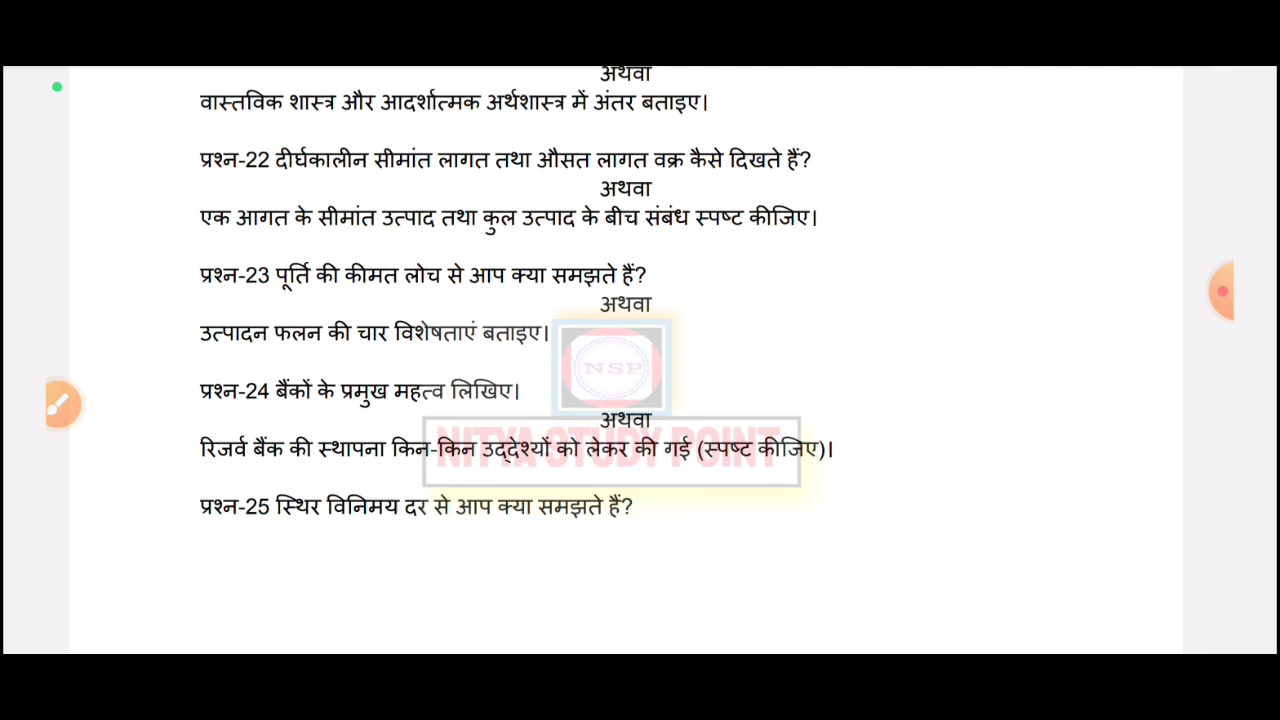 अथवा
वास्तविक शास्त्र और आदर्शात्मक अर्थशास्त्र में अंतर बताइए।
प्रश्न-22 दीर्घकालीन सीमांत लागत तथा औसत लागत वक्र कैसे दिखते हैं?
अथवा
एक आगत के सीमांत उत्पाद तथा कुल उत्पाद के बीच संबंध स्पष्ट कीजिए।
प्रश्न-23 पूर्ति की कीमत लोच से आप क्या समझते हैं?
अथवा
उत्पादन फलन की चार विशेषताएं बताइए।
NSP
प्रश्न-24 बैंकों के प्रमुख महत्व लिखिए।
अथवा
रिजर्व बैंक की स्थापना किन-किन उद्देश्यों को लेकर की गई (स्पष्ट कीजिए)।
NITYA STUDY POINT
प्रश्न-25 स्थिर विनिमय दर से आप क्या समझते हैं?